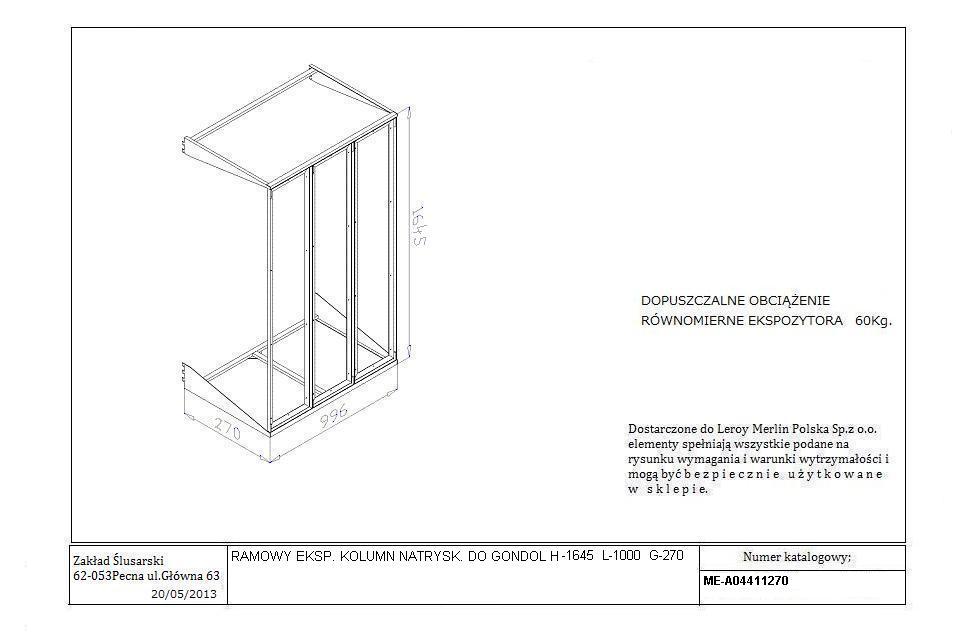 1645
270
996
DOPUSZCZALNE OBCIĄŻENIE
RÓWNOMIERNE EKSPOZYTORA 60Kg.
Dostarczone do Leroy Merlin Polska Sp.z o.o.
elementy spełniają wszystkie podane na
rysunku wymagania i warunki wytrzymałości i
mogą być b e z p i e c z n i e u ż y t k o w a n e
w s k l e p i e.
Zakład Ślusarski
62-053Pecna ul.Główna 63
20/05/2013
RAMOWY EKSP. KOLUMN NATRYSK. DO GONDOL H-1645 L-1000 G-270
Numer katalogowy;
ME-A04411270